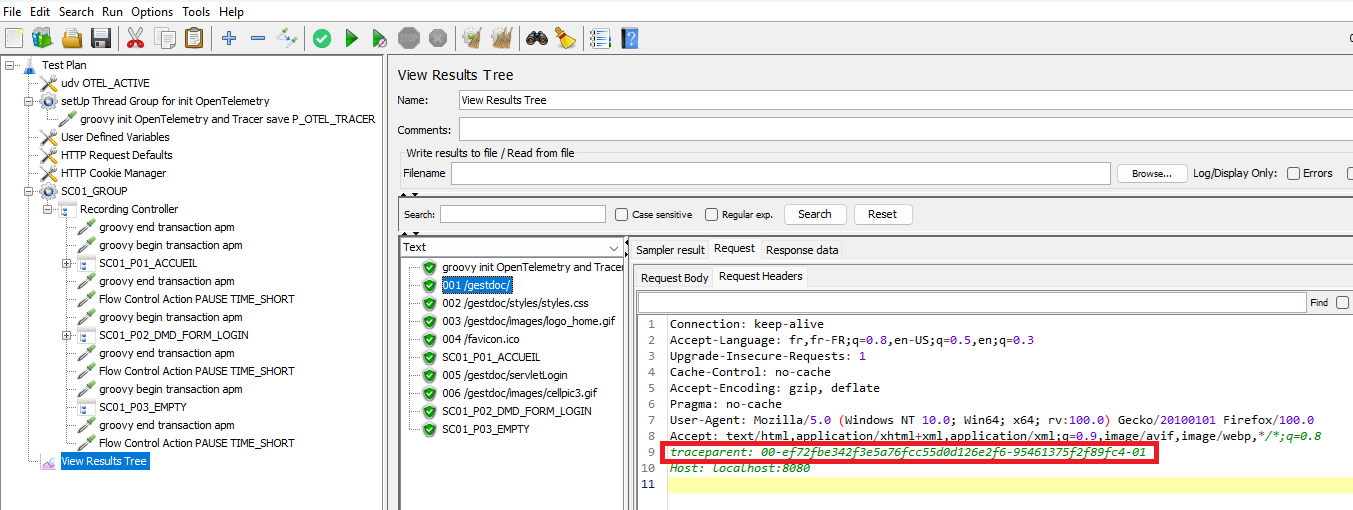 File Edit Search Run Options Tools Help
Test Plan
udv OTEL_ACTIVE
setUp Thread Group for init OpenTelemetry
groovy init OpenTelemetry and Tracer save P_OTEL_TRACER
User Defined Variables
HTTP Request Defaults
HTTP Cookie Manager
SC01_GROUP
Recording Controller
groovy end transaction apm
groovy begin transaction apm
SC01_P01_ACCUEIL
groovy end transaction apm
Flow Control Action PAUSE TIME_SHORT
groovy begin transaction apm
SC01_P02_DMD_FORM_LOGIN
groovy end transaction apm
Flow Control Action PAUSE TIME_SHORT
groovy begin transaction apm
SC01_P03_EMPTY
groovy end transaction apm
Flow Control Action PAUSE TIME_SHORT
View Results Tree
View Results Tree
Name: View Results Tree
Comments:
Write results to file / Read from file
Filename Browse... Log/Display Only: Errors
Search: Case sensitive Regular exp. Search Reset
Text
groovy init OpenTelemetry and Tracer
001 /gestdoc/
002 /gestdoc/styles/styles.css
003 /gestdoc/images/logo_home.gif
004 /favicon.ico
SC01_P01_ACCUEIL
005 /gestdoc/servletLogin
006 /gestdoc/images/cellpic3.gif
SC01_P02_DMD_FORM_LOGIN
SC01_P03_EMPTY
Sampler result Request Response data
Request Body Request Headers
Find
1 Connection: keep-alive
2 Accept-Language: fr,fr-FR;q=0.8,en-US;q=0.5,en;q=0.3
3 Upgrade-Insecure-Requests: 1
4 Cache-Control: no-cache
5 Accept-Encoding: gzip, deflate
6 Pragma: no-cache
7 User-Agent: Mozilla/5.0 (Windows NT 10.0; Win64; x64; rv:100.0) Gecko/20100101 Firefox/100.0
8 Accept: text/html,application/xhtml+xml,application/xml;q=0.9,image/avif,image/webp,*/*;q=0.8
9 traceparent: 00-ef72fbe342f3e5a76fcc55d0d126e2f6-95461375f2f89fc4-01
10 Host: localhost:8080
11